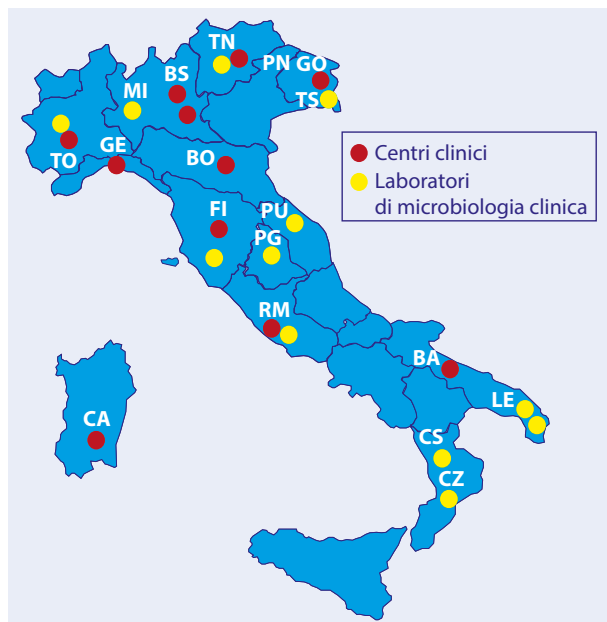 TN
PN GO
BS
TS
MI
TO
GE
BO
Centri clinici
Laboratori
di microbiologia clinica
FI
PU
PG
RM
BA
LE
CA
CS
CZ